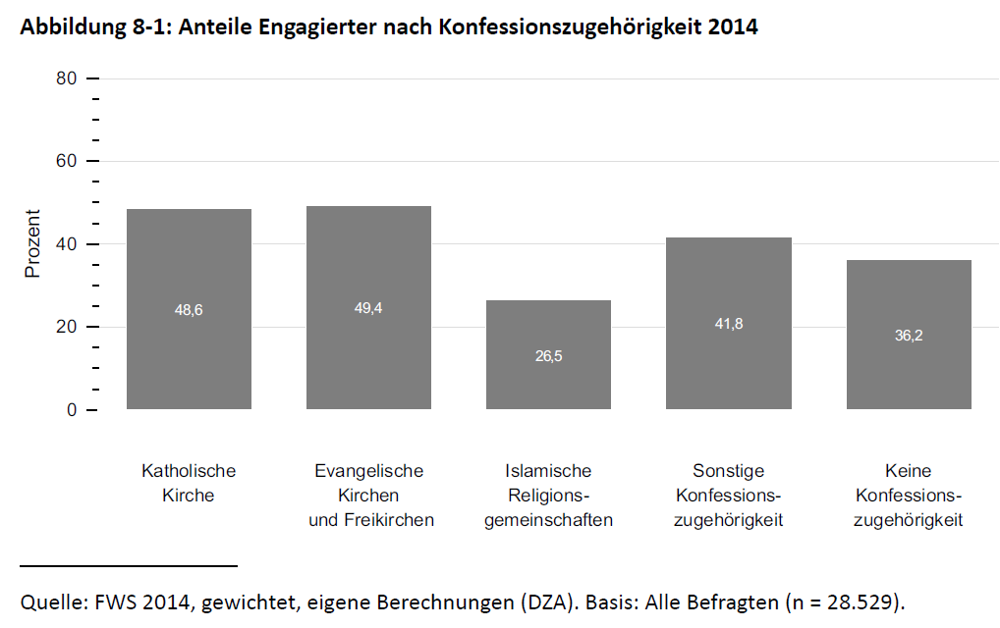 Abbildung 8-1: Anteile Engagierter nach Konfessionszugehörigkeit 2014
80
60
40
20
0
Prozent
48,6
49,4
26,5
41,8
36,2
Katholische
Kirche
Evangelische
Kirchen
und Freikirchen
Islamische
Religions-
gemeinschaften
Sonstige
Konfessions-
zugehörigkeit
Keine
Konfessions-
zugehörigkeit
Quelle: FWS 2014, gewichtet, eigene Berechnungen (DZA). Basis: Alle Befragten (n = 28.529).